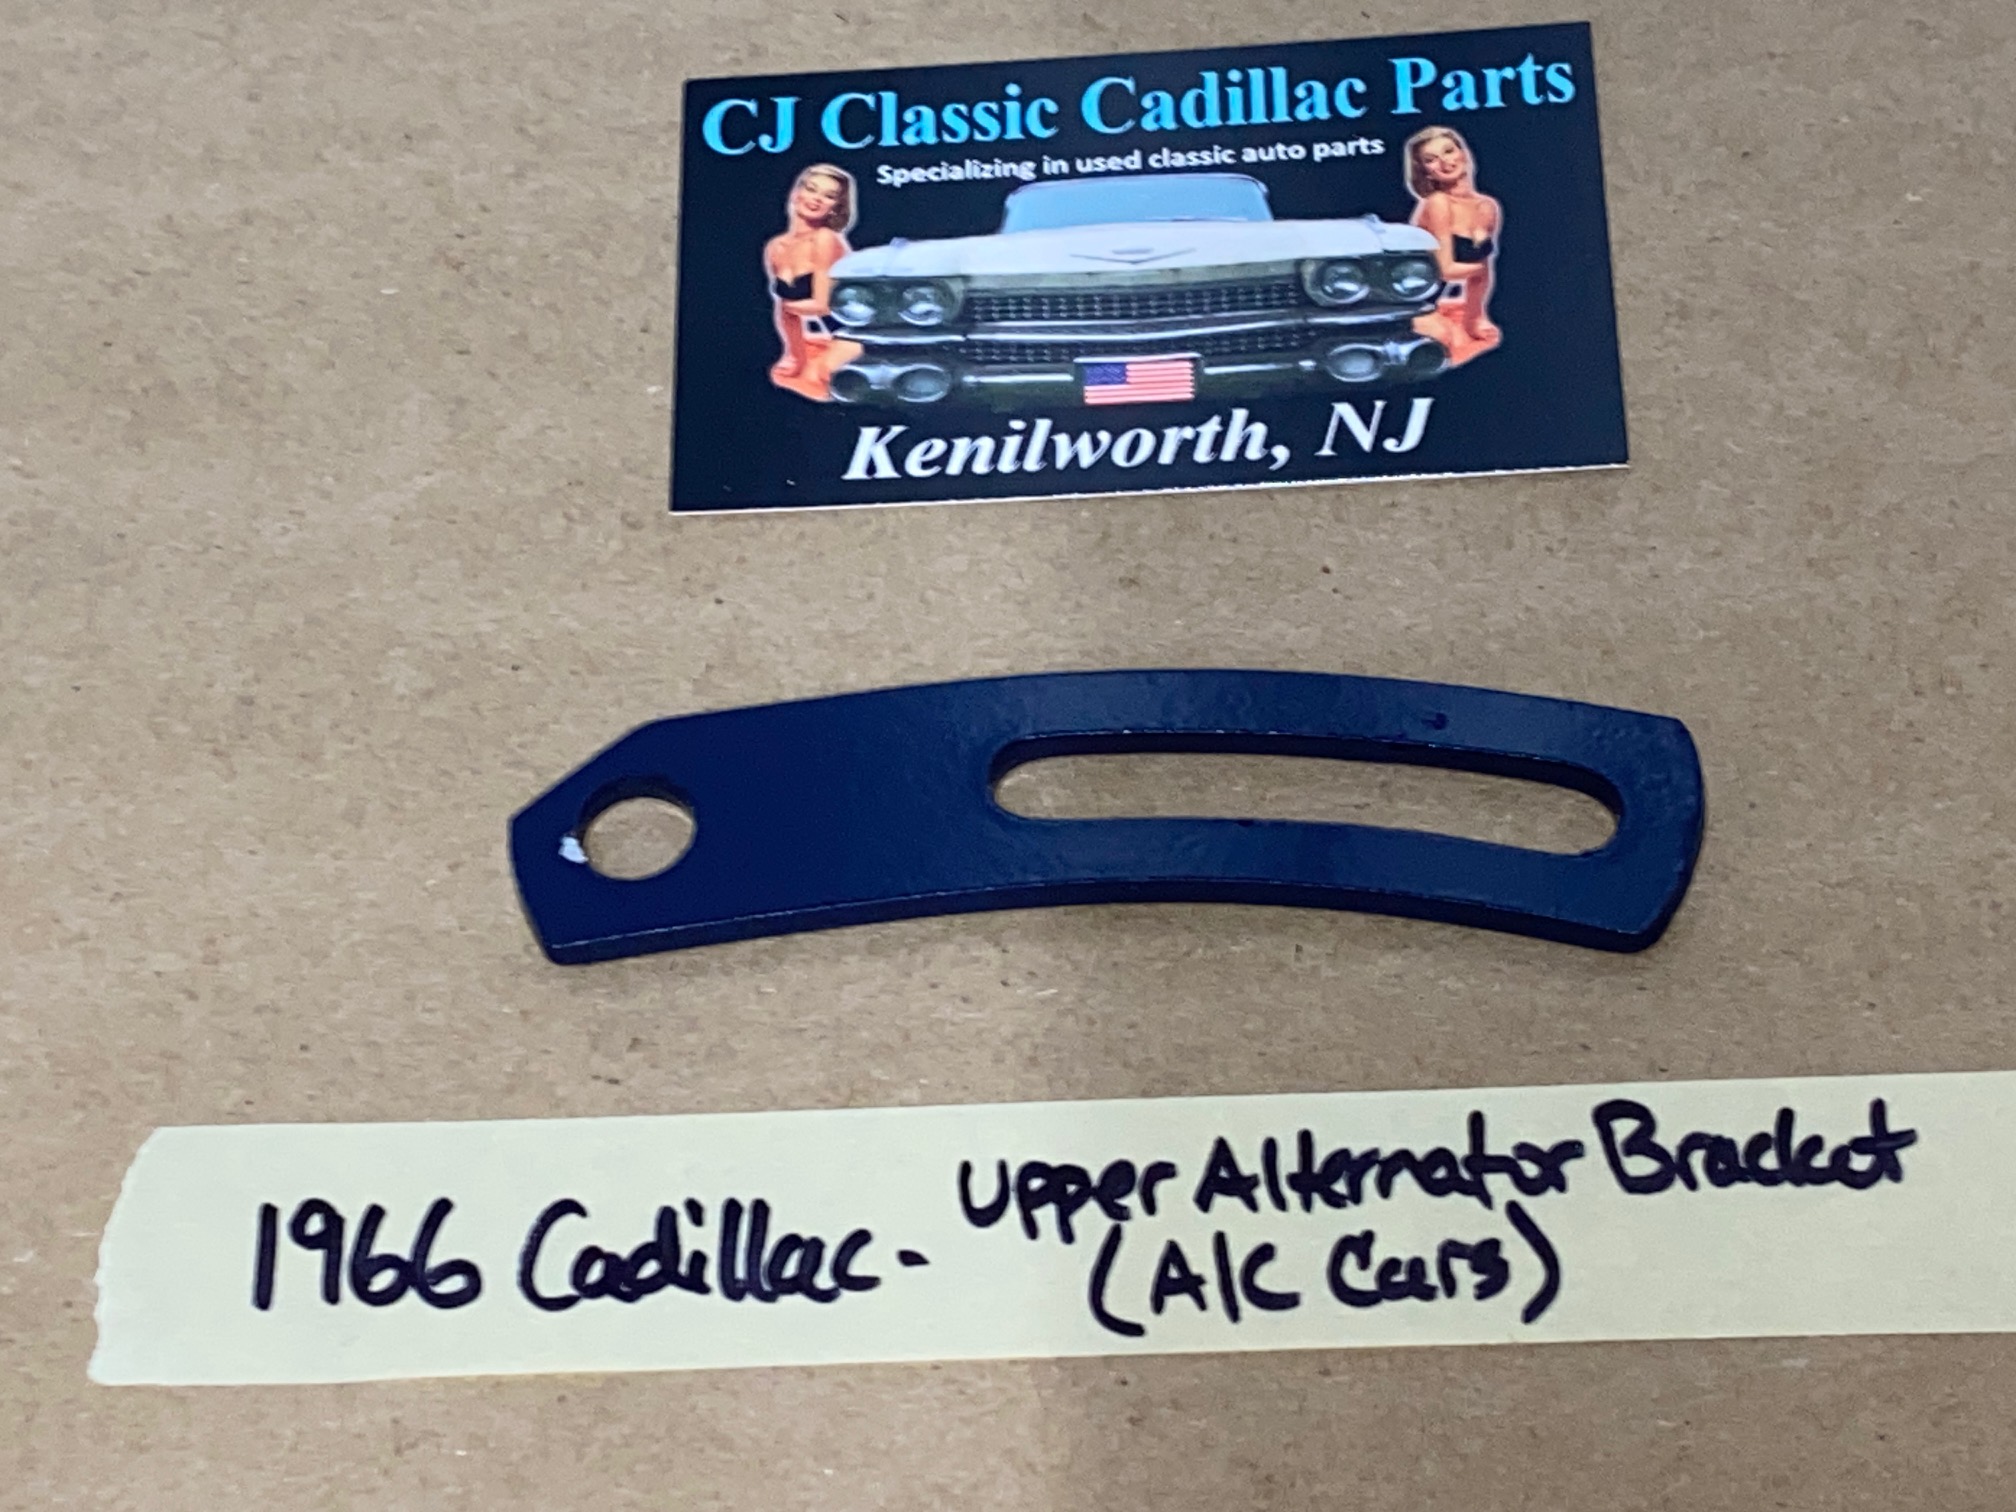 CJ Classic Cadillac Parts
Specializing in used classic auto parts
Kenilworth, NJ
1966 Cadillac - Upper Alternator Bracket
(A/C Cars)